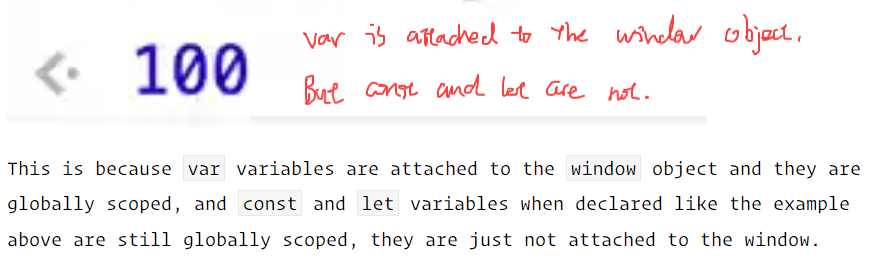 var is attached to the window object.
<· 100
But const and let are not.
This is because var variables are attached to the window object and they are
globally scoped, and const and let variables when declared like the example
above are still globally scoped, they are just not attached to the window.